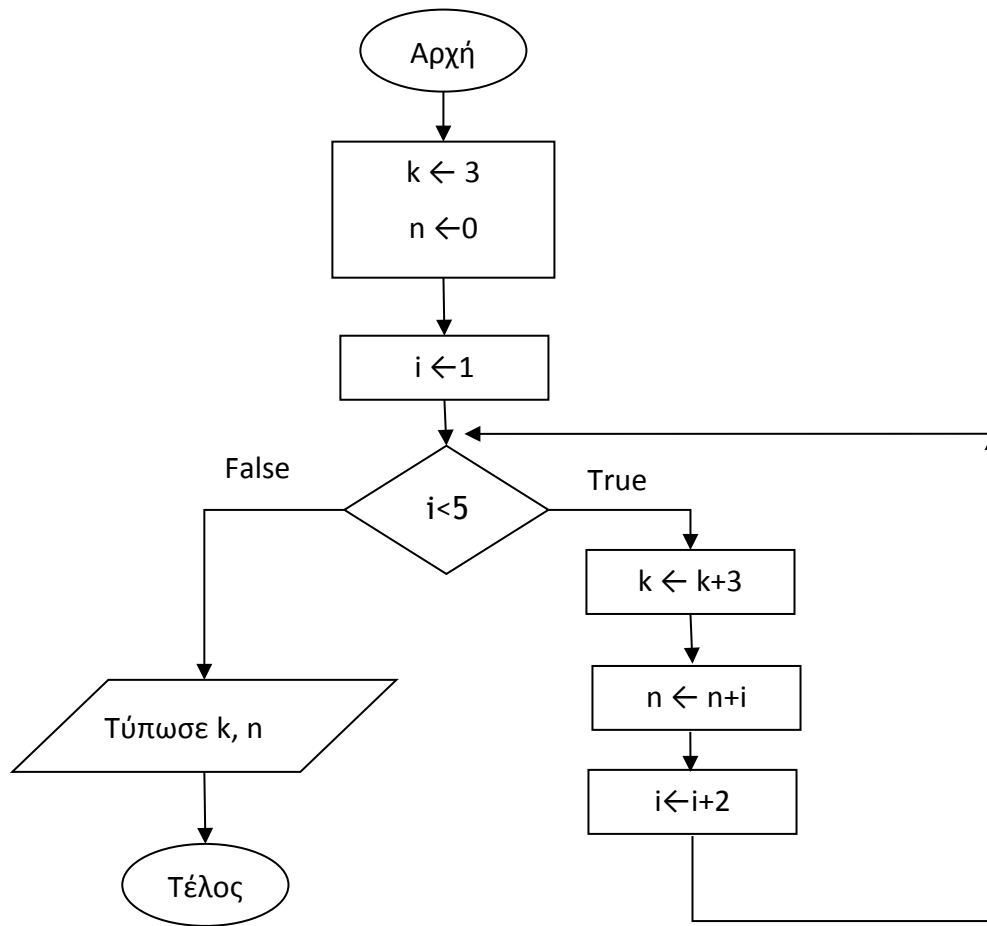 Αρχή
k ← 3
n ←0
i ←1
False
True
i<5
k ← k+3
n ← n+i
Τύπωσε k, n
i←i+2
Τέλος